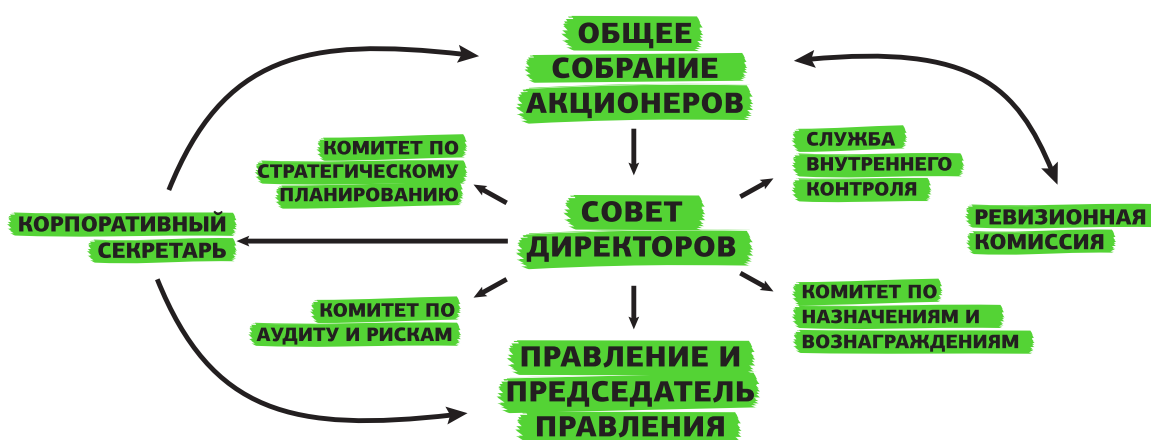 ОБЩЕЕ
СОБРАНИЕ
АКЦИОНЕРОВ
КОМИТЕТ ПО
СТРАТЕГИЧЕСКОМУ
ПЛАНИРОВАНИЮ
СЛУЖБА
ВНУТРЕННЕГО
КОНТРОЛЯ
КОРПОРАТИВНЫЙ
СЕКРЕТАРЬ
СОВЕТ
ДИРЕКТОРОВ
РЕВИЗИОННАЯ
КОМИССИЯ
КОМИТЕТ ПО
АУДИТУ И РИСКАМ
КОМИТЕТ ПО
НАЗНАЧЕНИЯМ И
ВОЗНАГРАЖДЕНИЯМ
ПРАВЛЕНИЕ И
ПРЕДСЕДАТЕЛЬ
ПРАВЛЕНИЯ